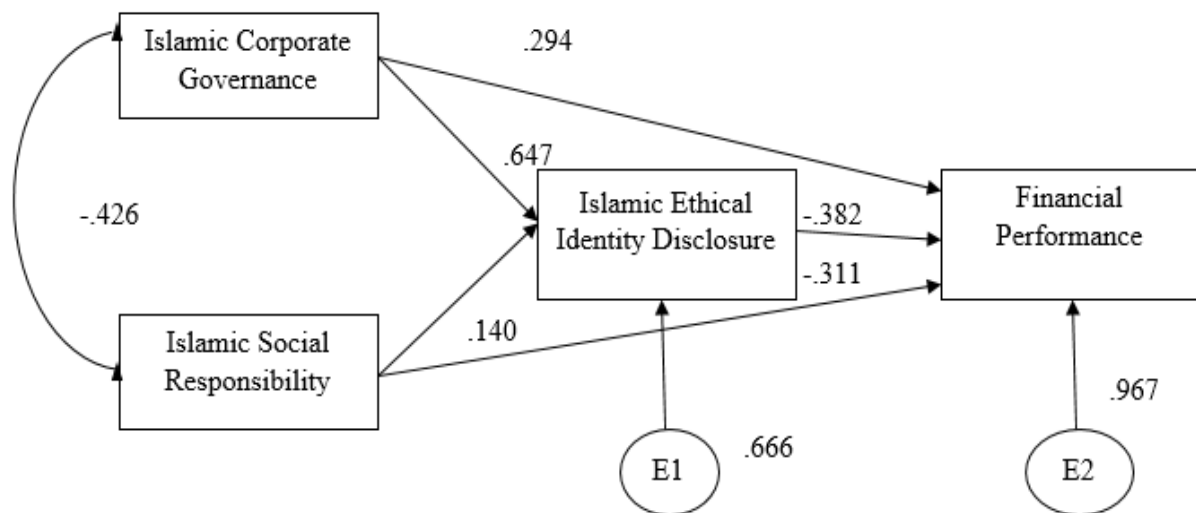 Islamic Corporate
Governance
.294
.647
-.426
Islamic Ethical
Identity Disclosure
-.382
-.311
Financial
Performance
Islamic Social
Responsibility
.140
.967
E1
.666
E2